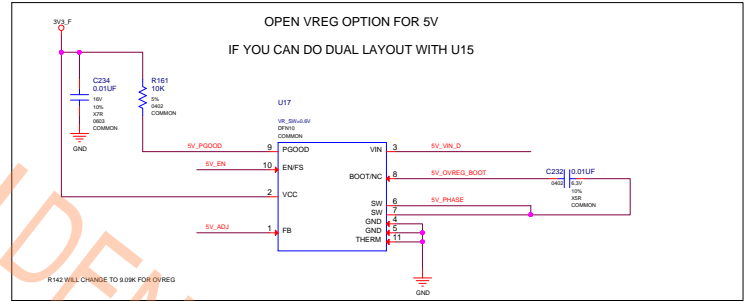 OPEN VREG OPTION FOR 5V
IF YOU CAN DO DUAL LAYOUT WITH U15
3V3_F
C234
0.01UF
16V
10%
X7R
0603
COMMON
GND
R161
10K
5%
0402
COMMON
U17
VR_SW=0.6V
DFN10
COMMON
5V_PGOOD
9
PGOOD
5V_EN
10
EN/FS
2
VCC
5V_ADJ
1
FB
VIN
3
5V_VIN_D
BOOT/NC
8
5V_OVREG_BOOT
SW
6
5V_PHASE
SW
7
GND
4
GND
5
THERM
11
GND
C232
0.01UF
0402
6.3V
10%
X5R
COMMON
R142 WILL CHANGE TO 9.09K FOR OVREG
IDEN